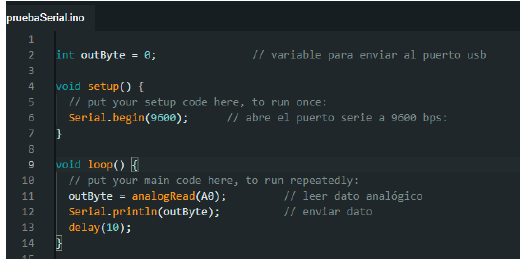 pruebaSerial.ino
1
2 int outByte = 0; // variable para enviar al puerto usb
3
4 void setup() {
5 // put your setup code here, to run once:
6 Serial.begin(9600); // abre el puerto serie a 9600 bps:
7 }
8
9 void loop() {
10 // put your main code here, to run repeatedly:
11 outByte = analogRead(A0); // leer dato analógico
12 Serial.println(outByte); // enviar dato
13 delay(10);
14 }
15